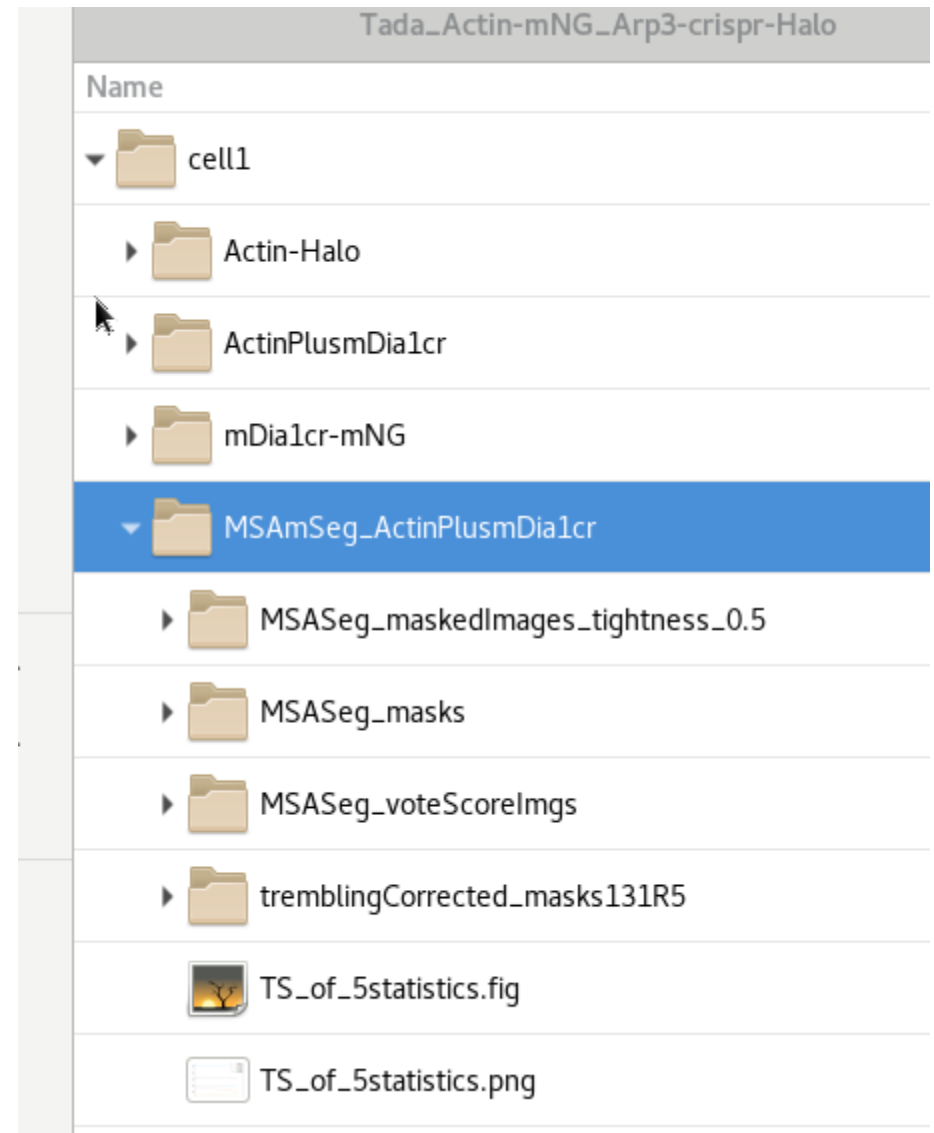 Tada_Actin-mNG_Arp3-crispr-Halo
Name
cell1
Actin-Halo
ActinPlusmDia1cr
mDia1cr-mNG
MSAmSeg_ActinPlusmDia1cr
MSASeg_maskedImages_tightness_0.5
MSASeg_masks
MSASeg_voteScoreImgs
tremblingCorrected_masks131R5
TS_of_5statistics.fig
TS_of_5statistics.png